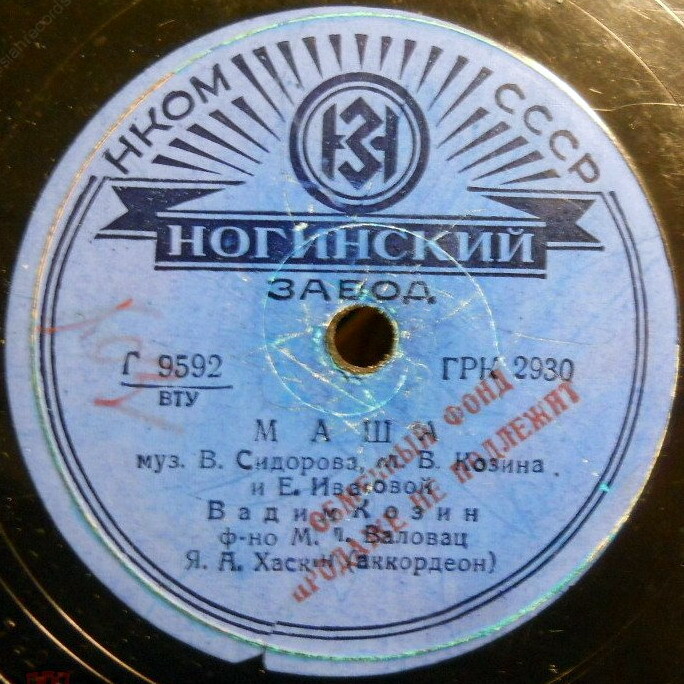 НКОМ СССР
НЗ
НОГИНСКИЙ
ЗАВОД
Г 9592
ВТУ
ГРК 2930
МАША
муз. В. Сидорова, В. Козина
и Е.
Вадим Козин
ф-но М. Валовац
Я. А. Хаскин (аккордеон)
ОБМЕННЫЙ ФОНД
ПРОДАЖЕ НЕ ПОДЛЕЖИТ